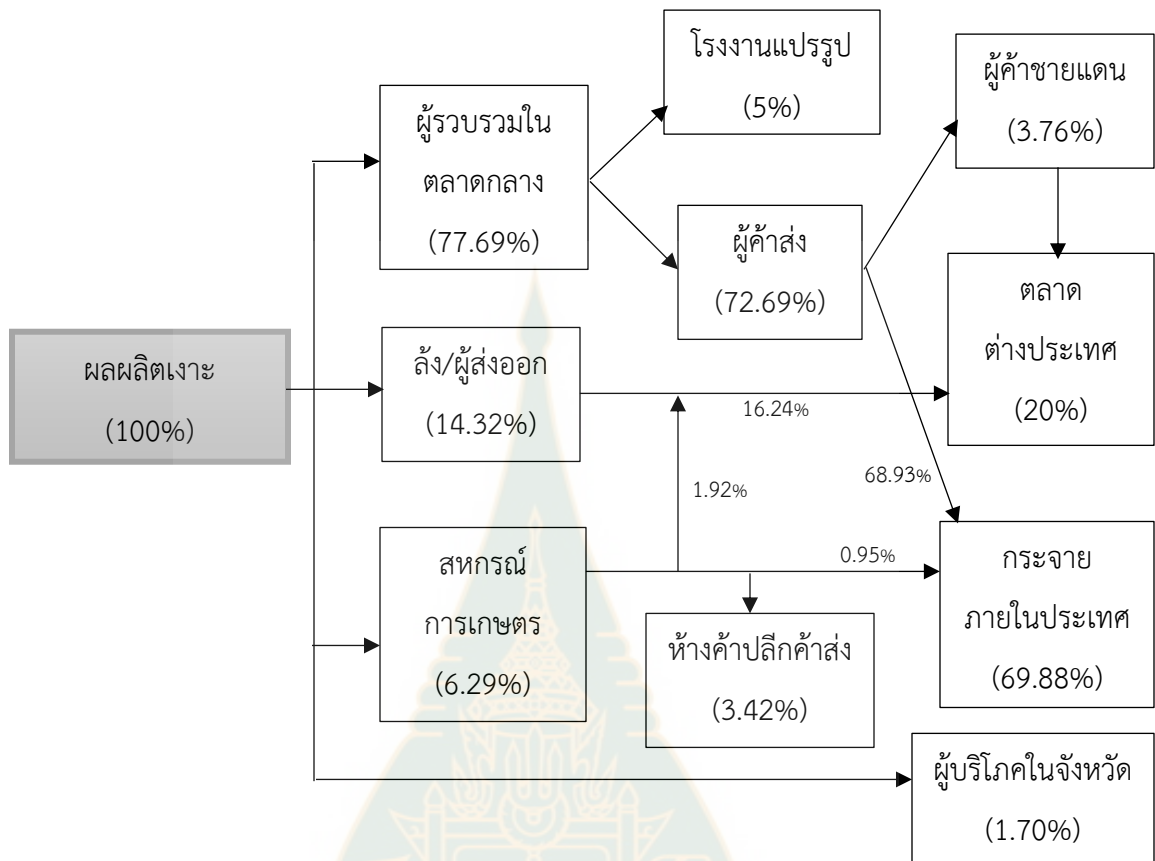 ผลผลิตเงาะ
(100%)
ผู้รวบรวมใน
ตลาดกลาง
(77.69%)
ล้ง/ผู้ส่งออก
(14.32%)
สหกรณ์
การเกษตร
(6.29%)
โรงงานแปรรูป
(5%)
ผู้ค้าส่ง
(72.69%)
16.24%
1.92%
68.93%
0.95%
ห้างค้าปลีกค้าส่ง
(3.42%)
ผู้ค้าชายแดน
(3.76%)
ตลาด
ต่างประเทศ
(20%)
กระจาย
ภายในประเทศ
(69.88%)
ผู้บริโภคในจังหวัด
(1.70%)